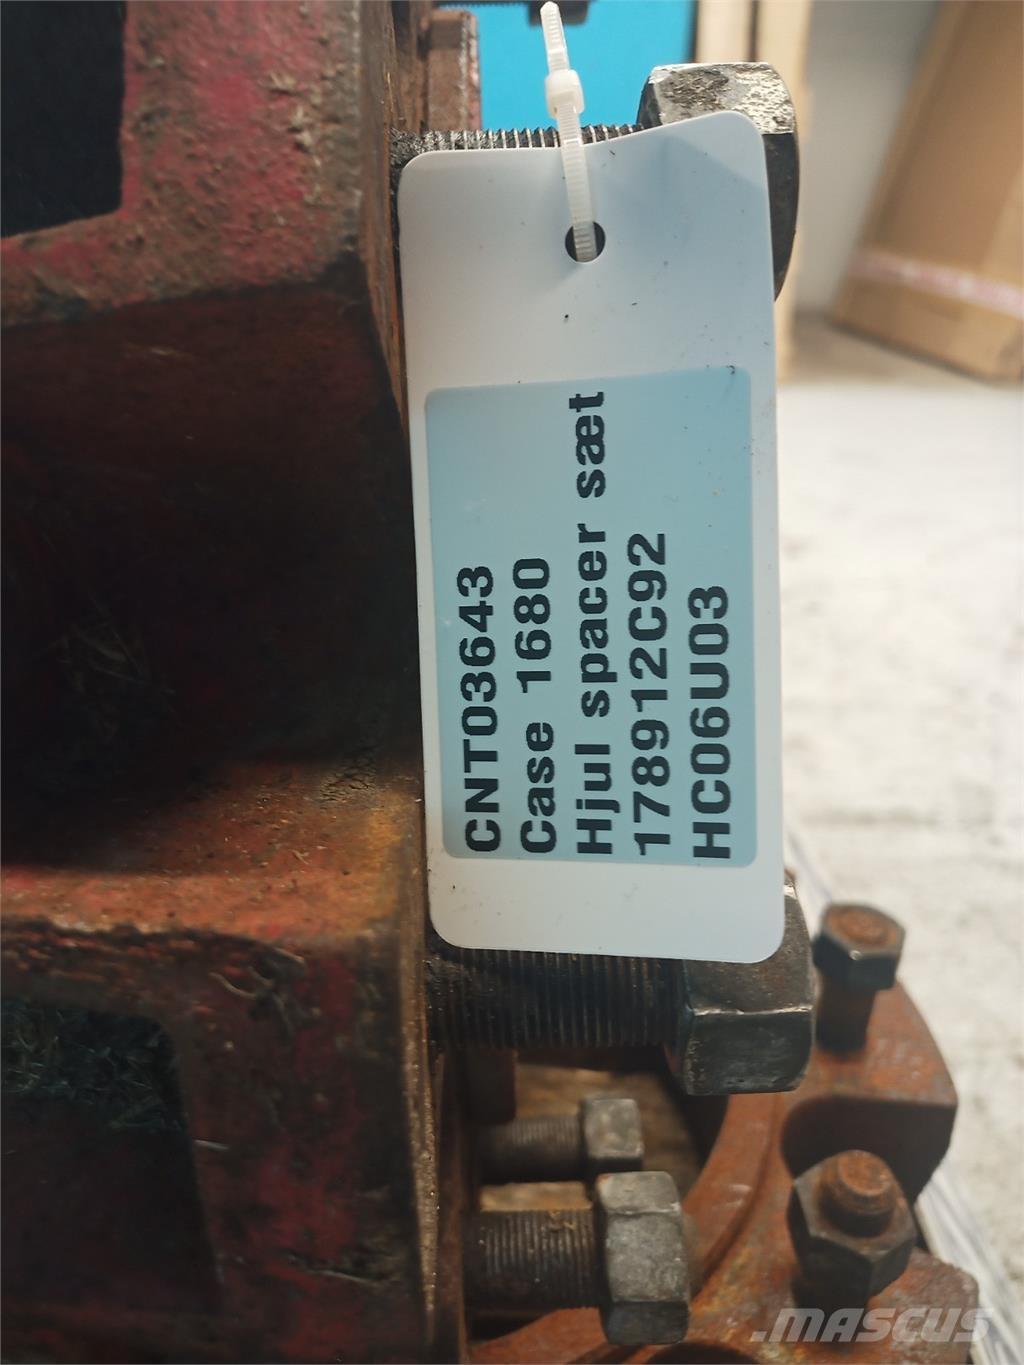 CNT03643
Case 1680
Hjul spacer sæt
178912C92
HC06U03
.MASCUS